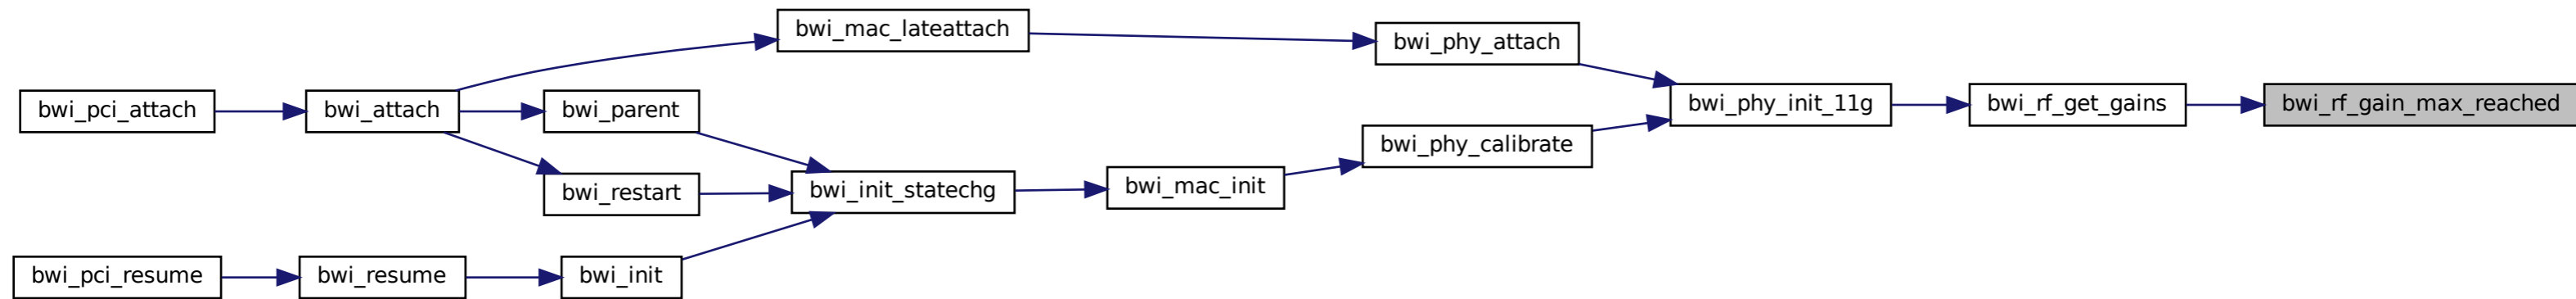 bwi_mac_lateattach
bwi_phy_attach
bwi_pci_attach
bwi_attach
bwi_parent
bwi_phy_init_11g
bwi_rf_get_gains
bwi_rf_gain_max_reached
bwi_phy_calibrate
bwi_restart
bwi_init_statechg
bwi_mac_init
bwi_pci_resume
bwi_resume
bwi_init